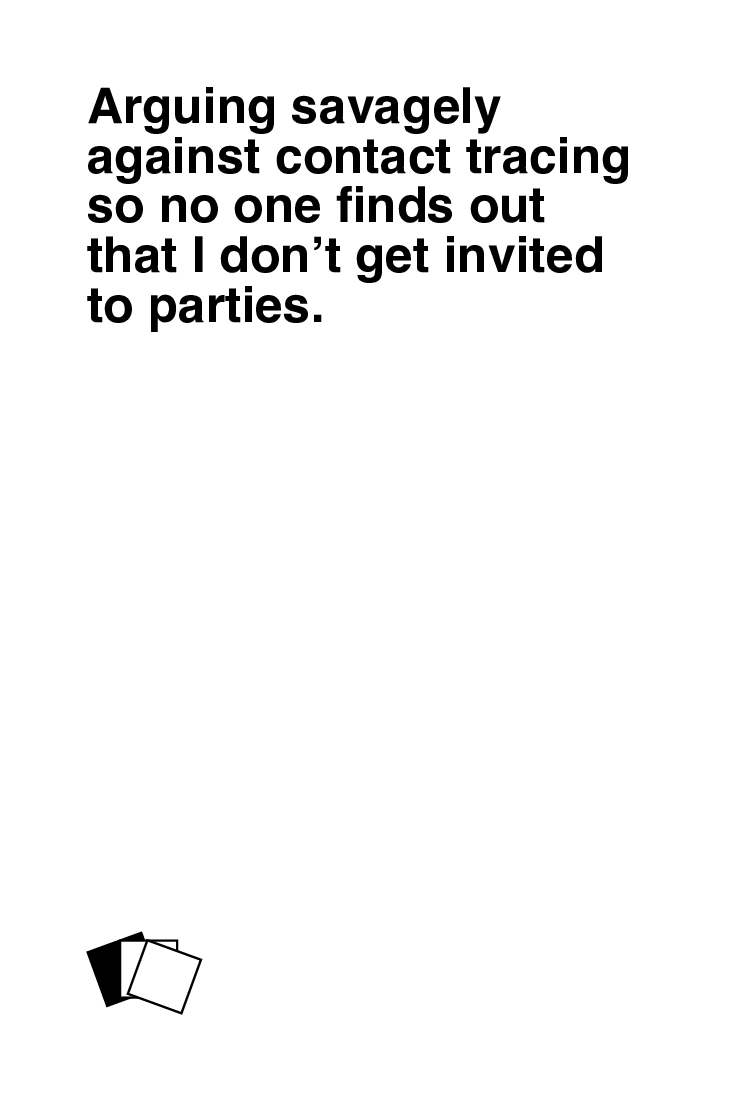 Arguing savagely
against contact tracing
so no one finds out
that I don’t get invited
to parties.